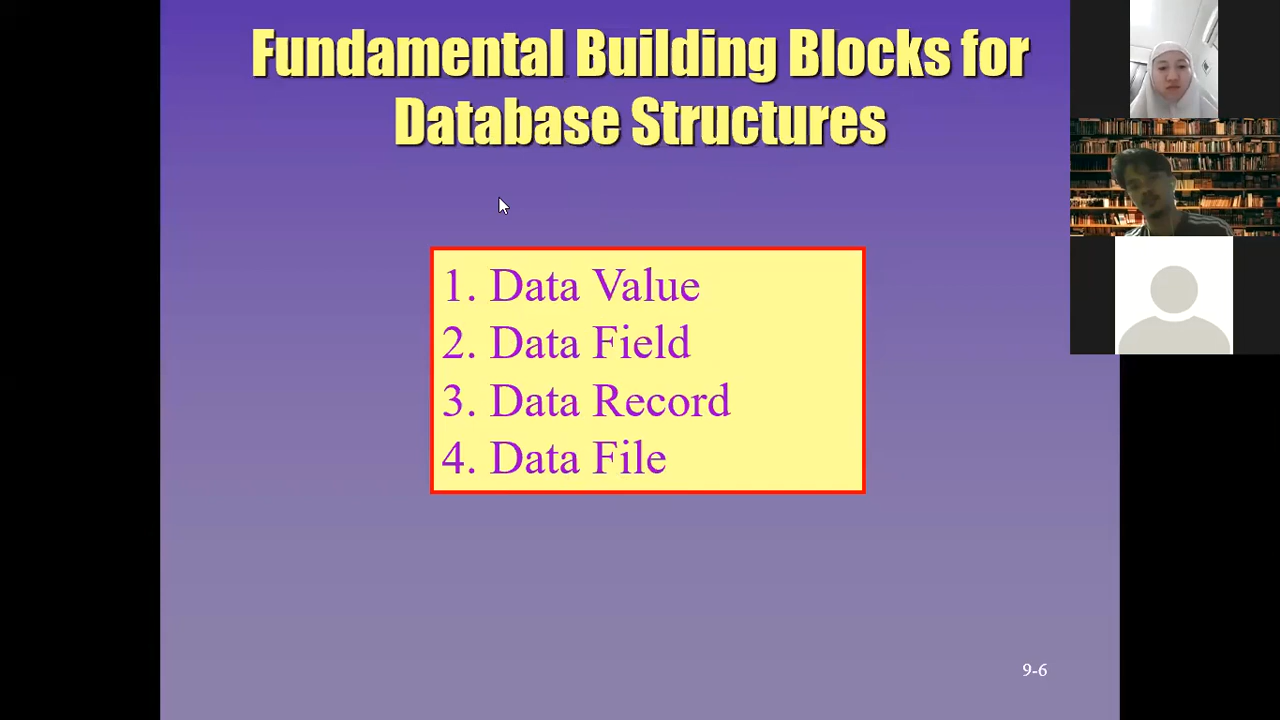 Fundamental Building Blocks for
Database Structures
1. Data Value
2. Data Field
3. Data Record
4. Data File
9-6